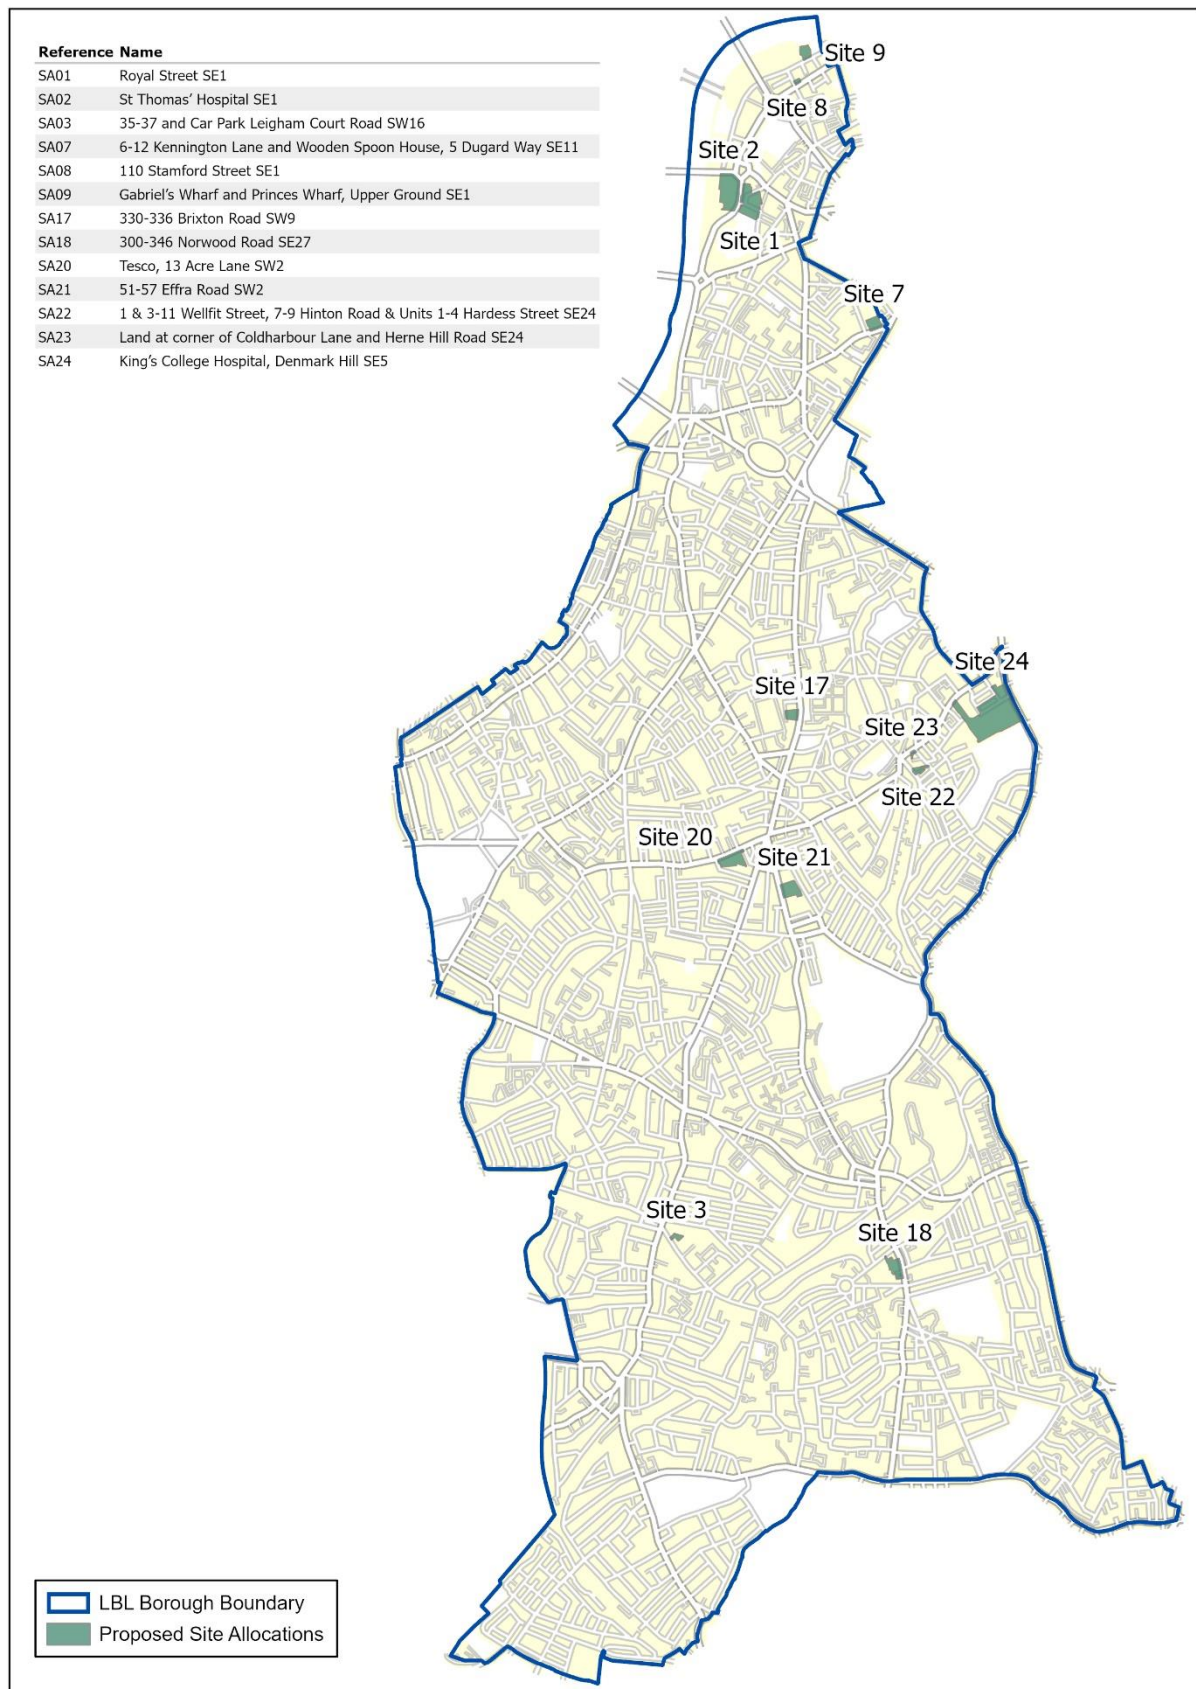 Reference Name
SA01 Royal Street SE1
SA02 St Thomas’ Hospital SE1
SA03 35-37 and Car Park Leigham Court Road SW16
SA07 6-12 Kennington Lane and Wooden Spoon House, 5 Dugard Way SE11
SA08 110 Stamford Street SE1
SA09 Gabriel’s Wharf and Princes Wharf, Upper Ground SE1
SA17 330-336 Brixton Road SW9
SA18 300-346 Norwood Road SE27
SA20 Tesco, 13 Acre Lane SW2
SA21 51-57 Effra Road SW2
SA22 1 & 3-11 Wellfit Street, 7-9 Hinton Road & Units 1-4 Hardess Street SE24
SA23 Land at corner of Coldharbour Lane and Herne Hill Road SE24
SA24 King’s College Hospital, Denmark Hill SE5
Site 9
Site 8
Site 2
Site 1
Site 7
Site 24
Site 17
Site 23
Site 22
Site 20
Site 21
Site 3
Site 18
LBL Borough Boundary
Proposed Site Allocations